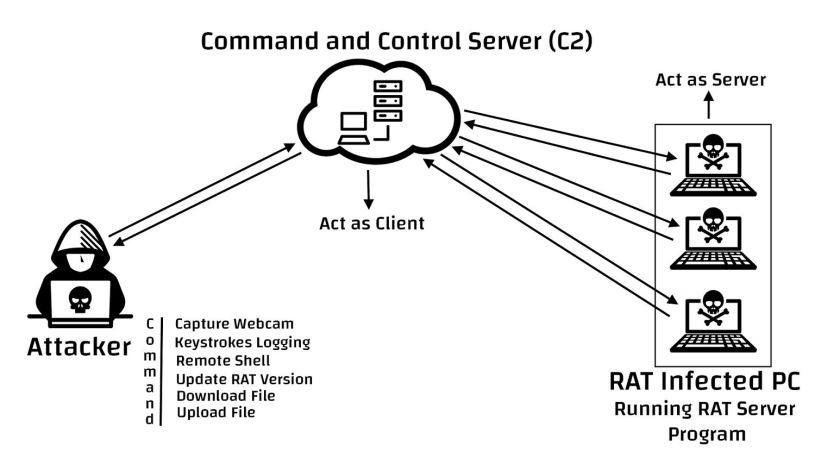 Command and Control Server (C2)
Act as Server
Act as Client
Attacker
Command
Capture Webcam
Keystrokes Logging
Remote Shell
Update RAT Version
Download File
Upload File
RAT Infected PC
Running RAT Server
Program